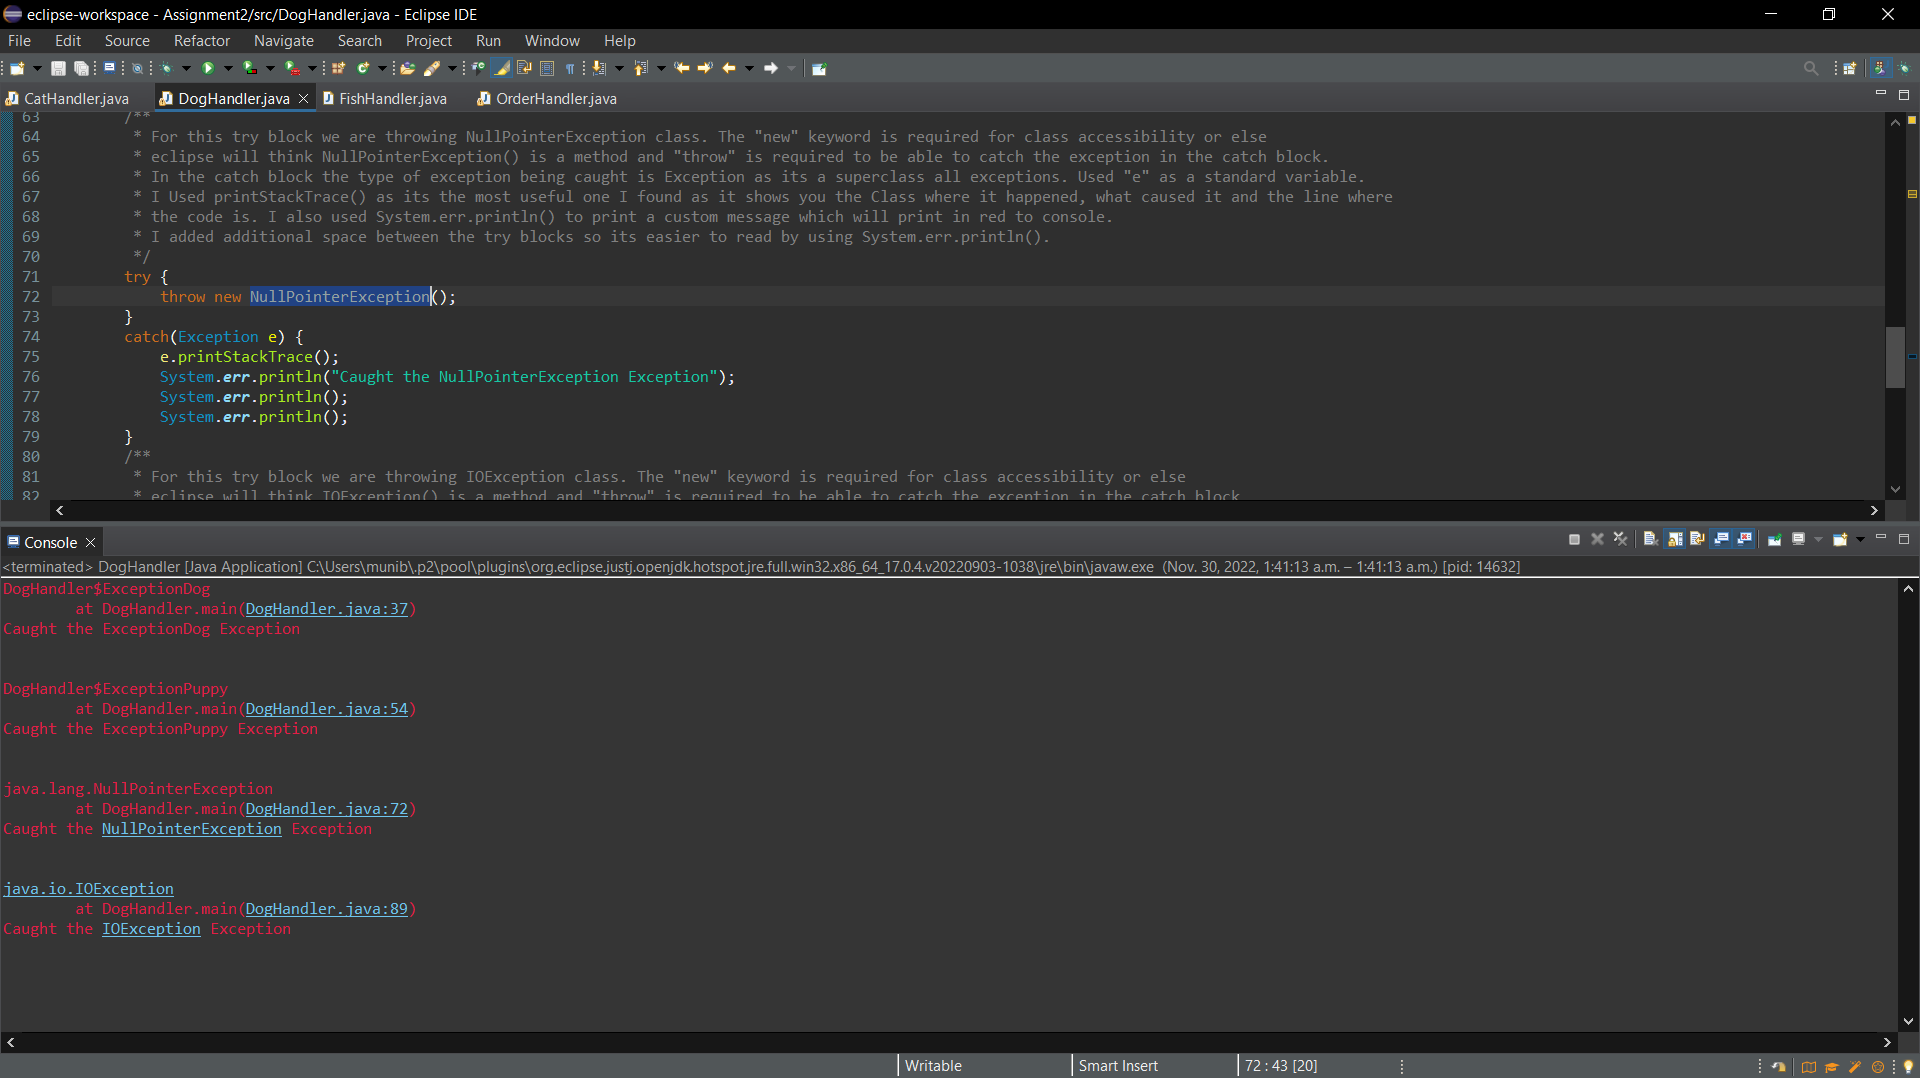 eclipse-workspace - Assignment2/src/DogHandler.java - Eclipse IDE
File Edit Source Refactor Navigate Search Project Run Window Help
CatHandler.java DogHandler.java FishHandler.java OrderHandler.java
63 /**
64 * For this try block we are throwing NullPointerException class. The "new" keyword is required for class accessibility or else
65 * eclipse will think NullPointerException() is a method and "throw" is required to be able to catch the exception in the catch block.
66 * In the catch block the type of exception being caught is Exception as its a superclass all exceptions. Used "e" as a standard variable.
67 * I Used printStackTrace() as its the most useful one I found as it shows you the Class where it happened, what caused it and the line where
68 * the code is. I also used System.err.println() to print a custom message which will print in red to console.
69 * I added additional space between the try blocks so its easier to read by using System.err.println().
70 */
71 try {
72 throw new NullPointerException();
73 }
74 catch(Exception e) {
75 e.printStackTrace();
76 System.err.println("Caught the NullPointerException Exception");
77 System.err.println();
78 System.err.println();
79 }
80 /**
81 * For this try block we are throwing IOException class. The "new" keyword is required for class accessibility or else
82 * eclipse will think IOException() is a method and "throw" is required to be able to catch the exception in the catch block
Console
<terminated> DogHandler [Java Application] C:\Users\munib\.p2\pool\plugins\org.eclipse.justj.openjdk.hotspot.jre.full.win32.x86_64_17.0.4.v20220903-1038\jre\bin\javaw.exe (Nov. 30, 2022, 1:41:13 a.m. – 1:41:13 a.m.) [pid: 14632]
DogHandler$ExceptionDog
at DogHandler.main(DogHandler.java:37)
Caught the ExceptionDog Exception
DogHandler$ExceptionPuppy
at DogHandler.main(DogHandler.java:54)
Caught the ExceptionPuppy Exception
java.lang.NullPointerException
at DogHandler.main(DogHandler.java:72)
Caught the NullPointerException Exception
java.io.IOException
at DogHandler.main(DogHandler.java:89)
Caught the IOException Exception
Writable Smart Insert 72 : 43 [20]